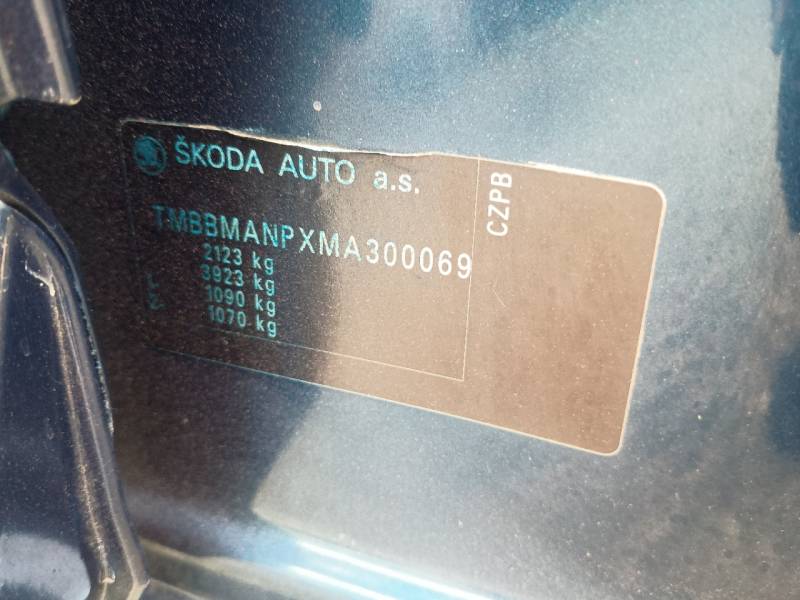 ŠKODA AUTO a.s.
TMBBMANPXMA300069
2123 kg
3923 kg
1090 kg
1070 kg
CZPB